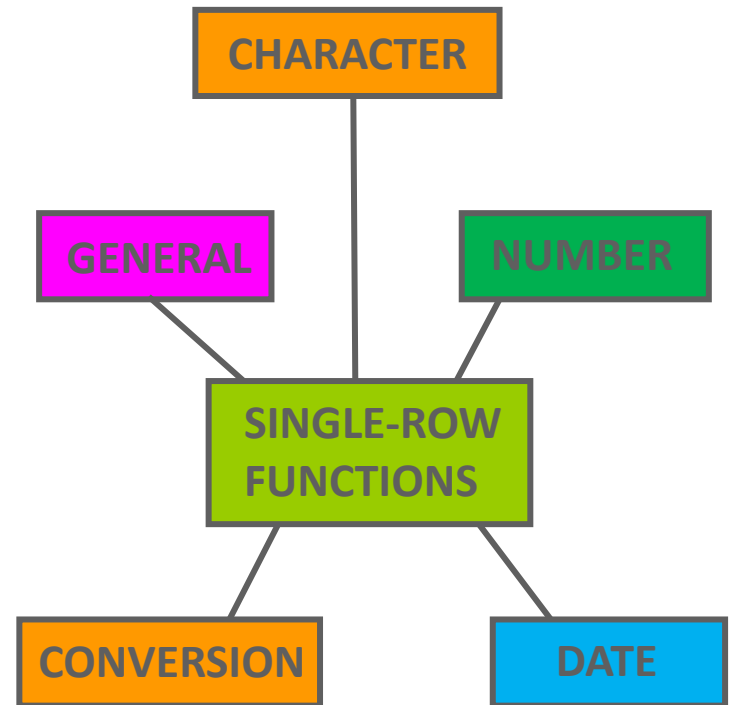 CHARACTER
GENERAL
NUMBER
SINGLE-ROW
FUNCTIONS
CONVERSION
DATE